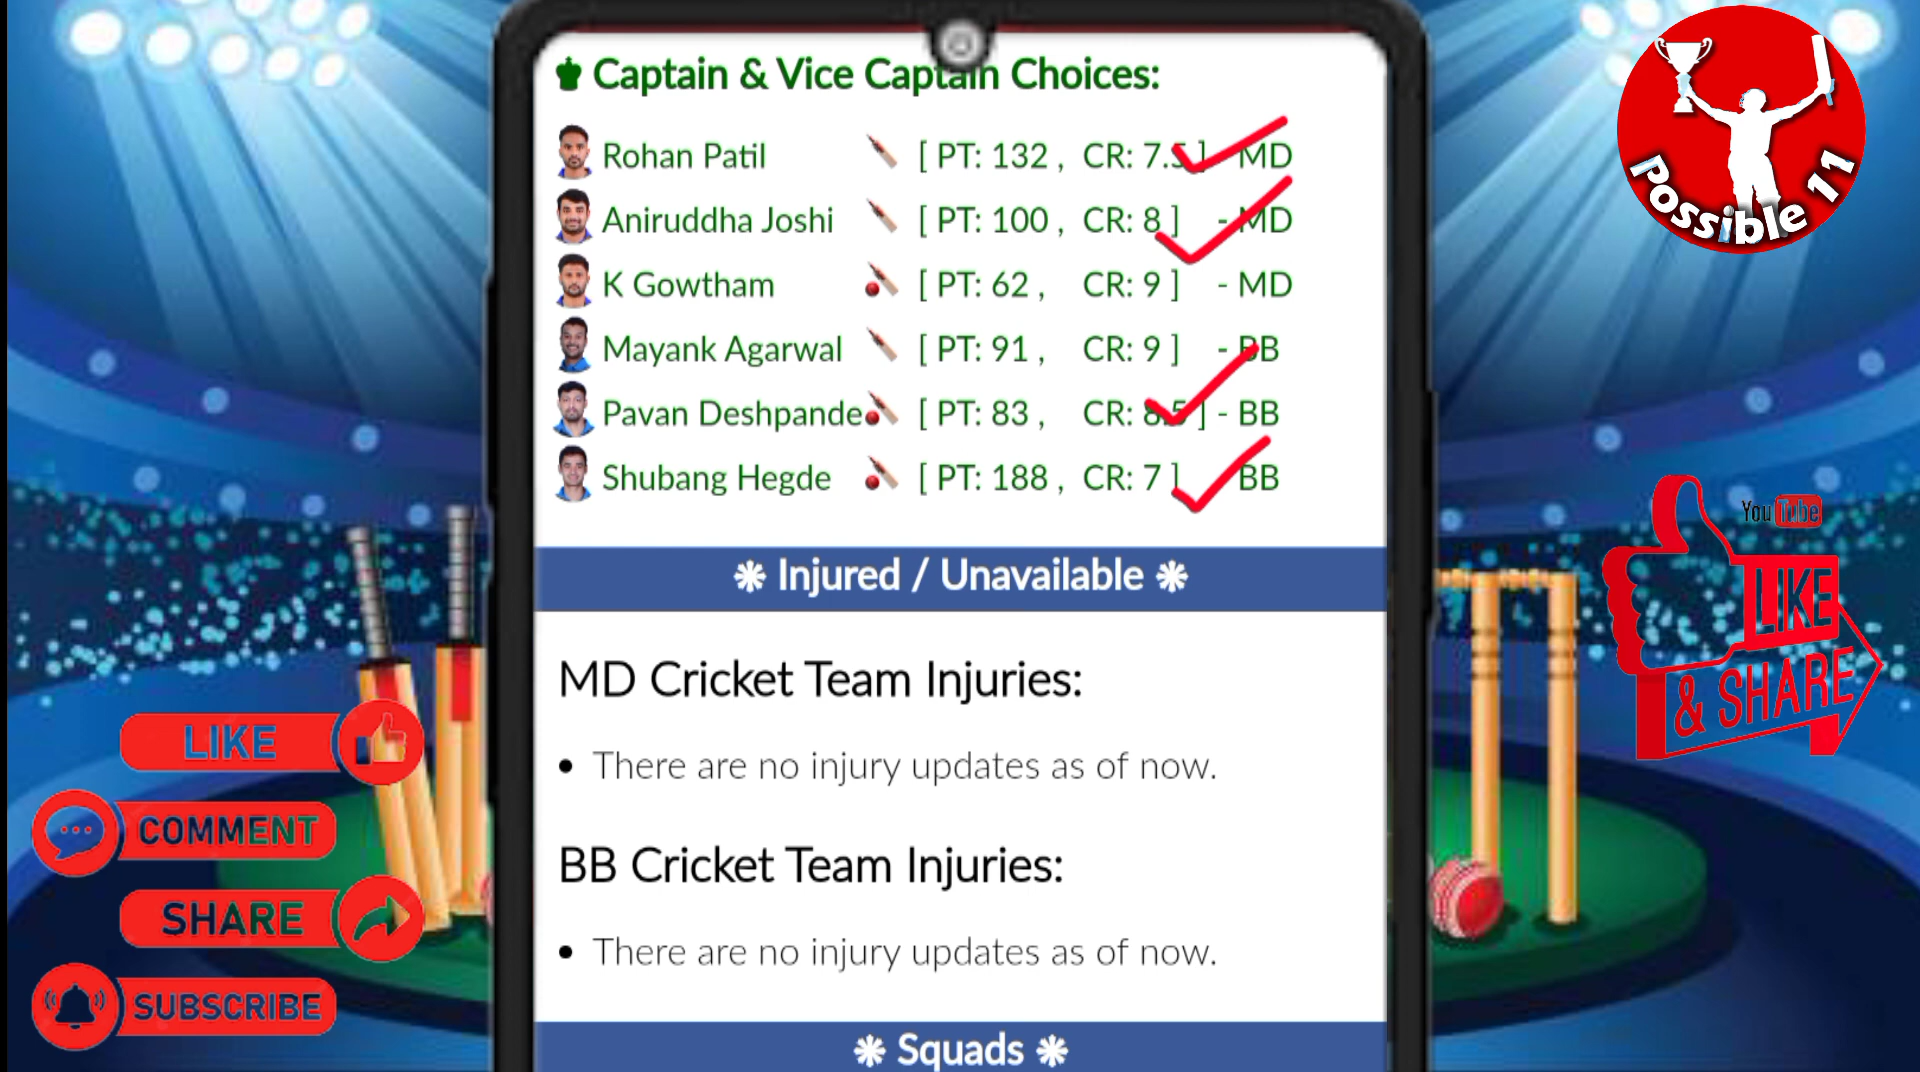 Captain & Vice Captain Choices:
Rohan Patil [ PT: 132 , CR: 7.5 ] - MD
Aniruddha Joshi [ PT: 100 , CR: 8 ] - MD
K Gowtham [ PT: 62 , CR: 9 ] - MD
Mayank Agarwal [ PT: 91 , CR: 9 ] - BB
Pavan Deshpande [ PT: 83 , CR: 8.5 ] - BB
Shubang Hegde [ PT: 188 , CR: 7 ] BB
Injured / Unavailable
MD Cricket Team Injuries:
• There are no injury updates as of now.
BB Cricket Team Injuries:
• There are no injury updates as of now.
Squads
Possible 11
YouTube
LIKE
& SHARE
LIKE
COMMENT
SHARE
SUBSCRIBE